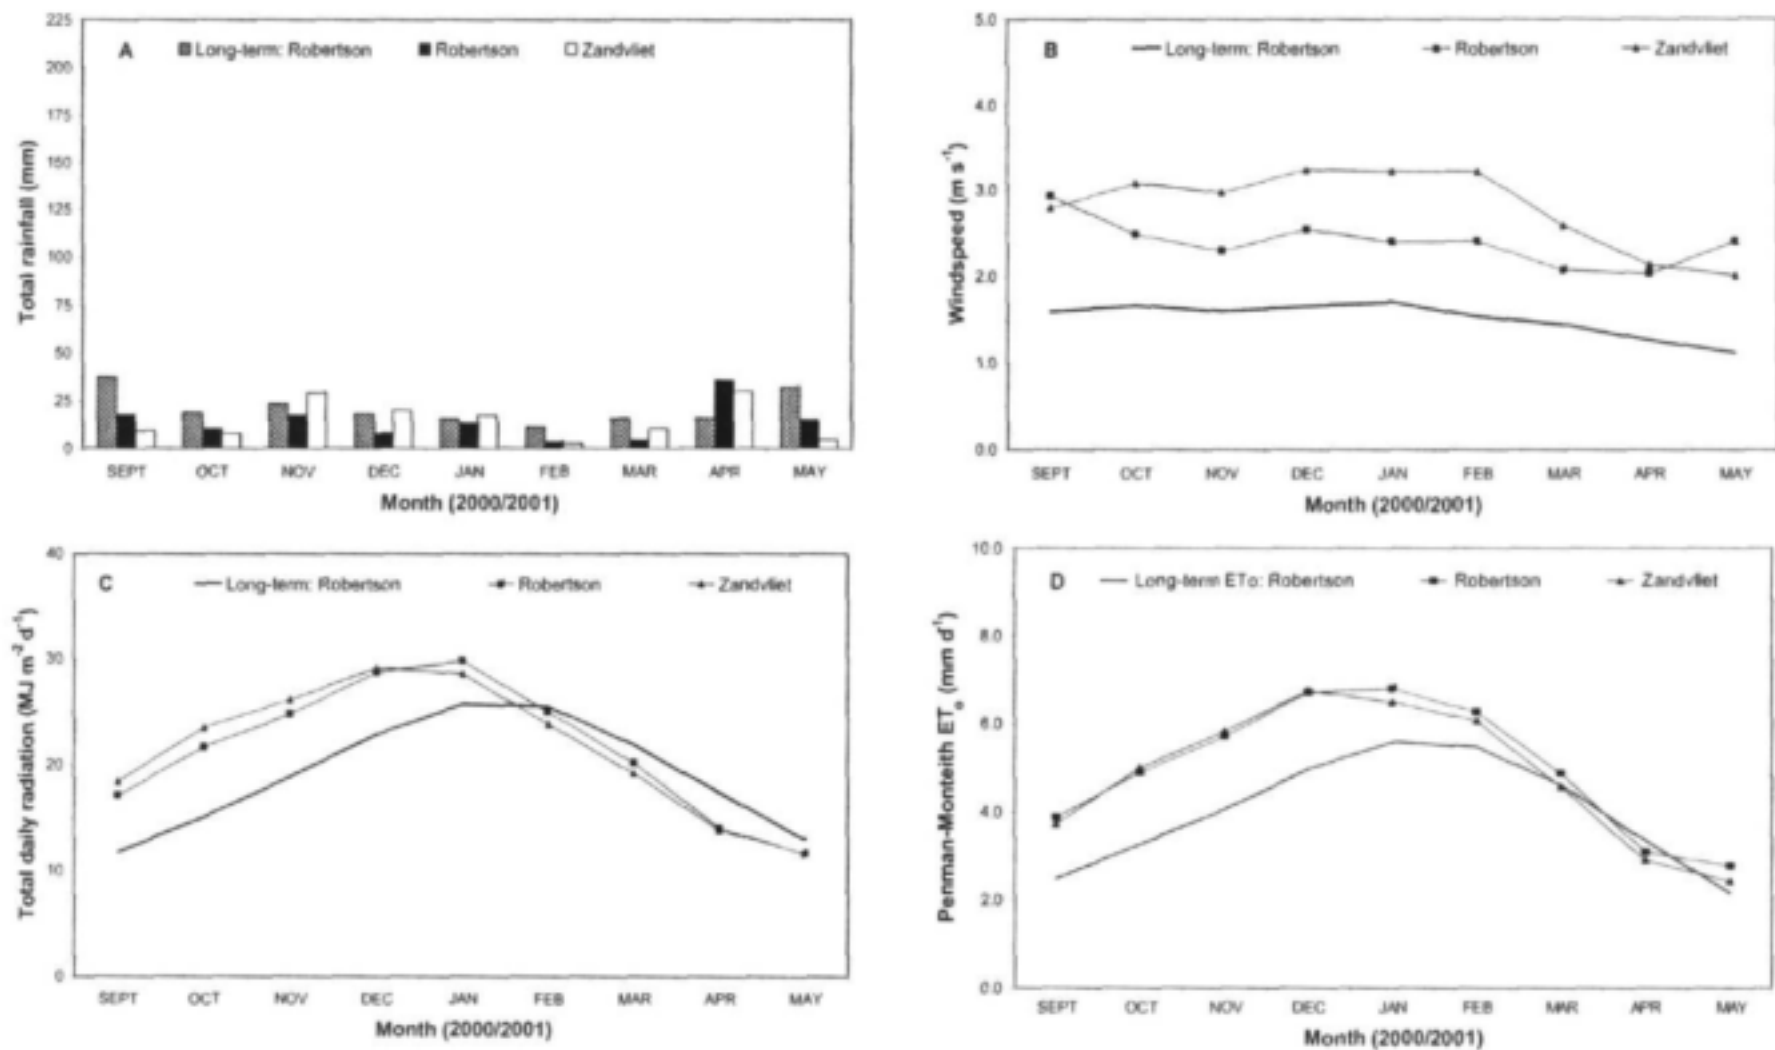 A Long-term: Robertson Robertson Zandvliet
Total rainfall (mm)
225
200
175
150
125
100
75
50
25
0
SEPT OCT NOV DEC JAN FEB MAR APR MAY
Month (2000/2001)
B Long-term: Robertson Robertson Zandvliet
Windspeed (m s⁻¹)
5.0
4.0
3.0
2.0
1.0
0.0
SEPT OCT NOV DEC JAN FEB MAR APR MAY
Month (2000/2001)
C Long-term: Robertson Robertson Zandvliet
Total daily radiation (MJ m⁻² d⁻¹)
40
30
20
10
0
SEPT OCT NOV DEC JAN FEB MAR APR MAY
Month (2000/2001)
D Long-term ETo: Robertson Robertson Zandvliet
Penman-Monteith ETₒ (mm d⁻¹)
10.0
8.0
6.0
4.0
2.0
0.0
SEPT OCT NOV DEC JAN FEB MAR APR MAY
Month (2000/2001)